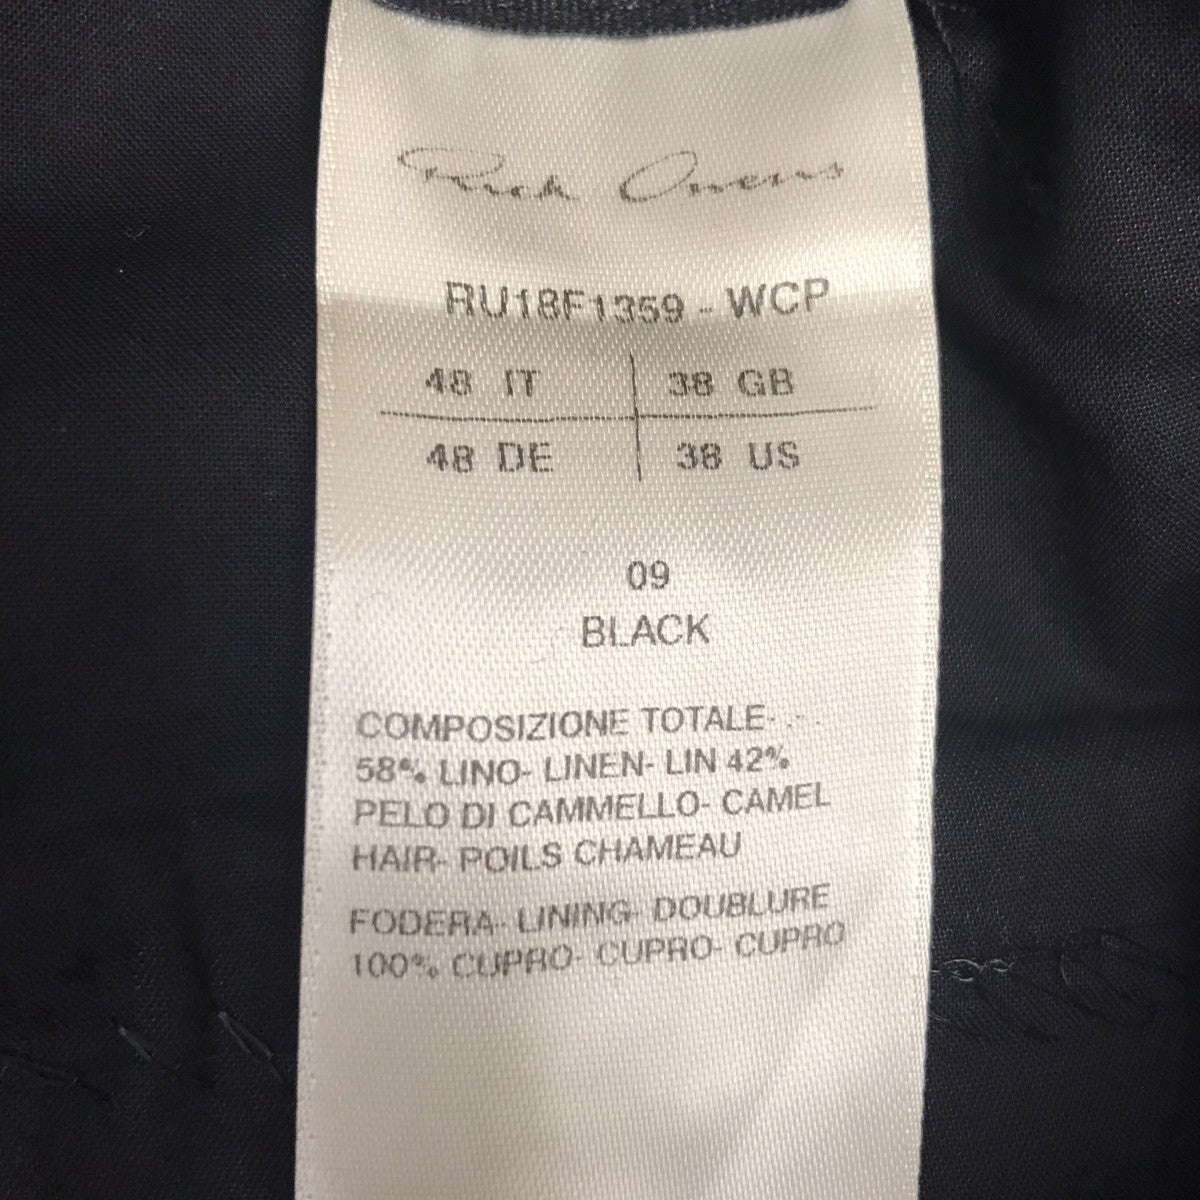 Rick Owens
RU18F1359 - WCP
48 IT 38 GB
48 DE 38 US
09
BLACK
COMPOSIZIONE TOTALE- . - .
58% LINO- LINEN- LIN 42%
PELO DI CAMMELLO- CAMEL
HAIR- POILS CHAMEAU
FODERA- LINING- DOUBLURE
100% CUPRO- CUPRO- CUPRO